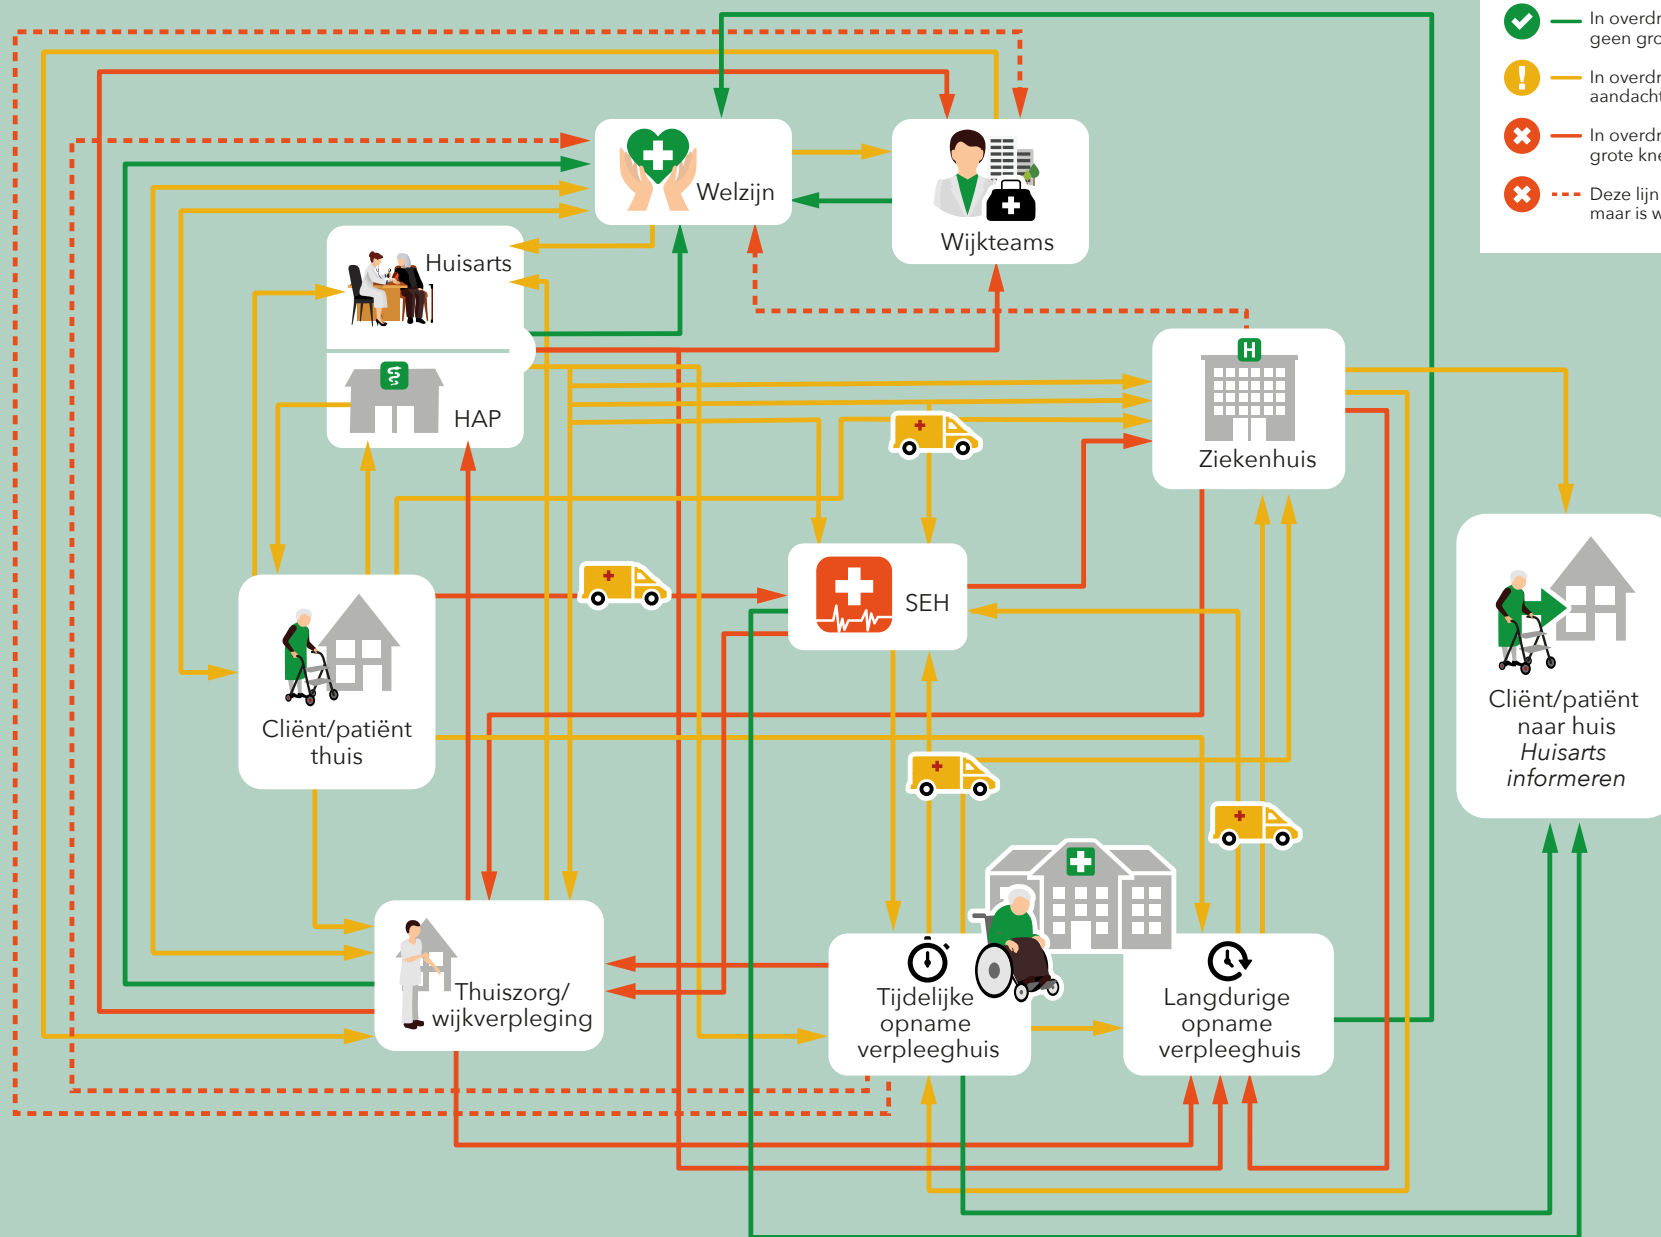 In overdr
geen gro
In overdr
aandacht
In overdr
grote kne
Deze lijn
maar is w
Welzijn
Wijkteams
Huisarts
HAP
H
Ziekenhuis
SEH
Cliënt/patiënt
thuis
Cliënt/patiënt
naar huis
Huisarts
informeren
Thuiszorg/
wijkverpleging
Tijdelijke
opname
verpleeghuis
Langdurige
opname
verpleeghuis